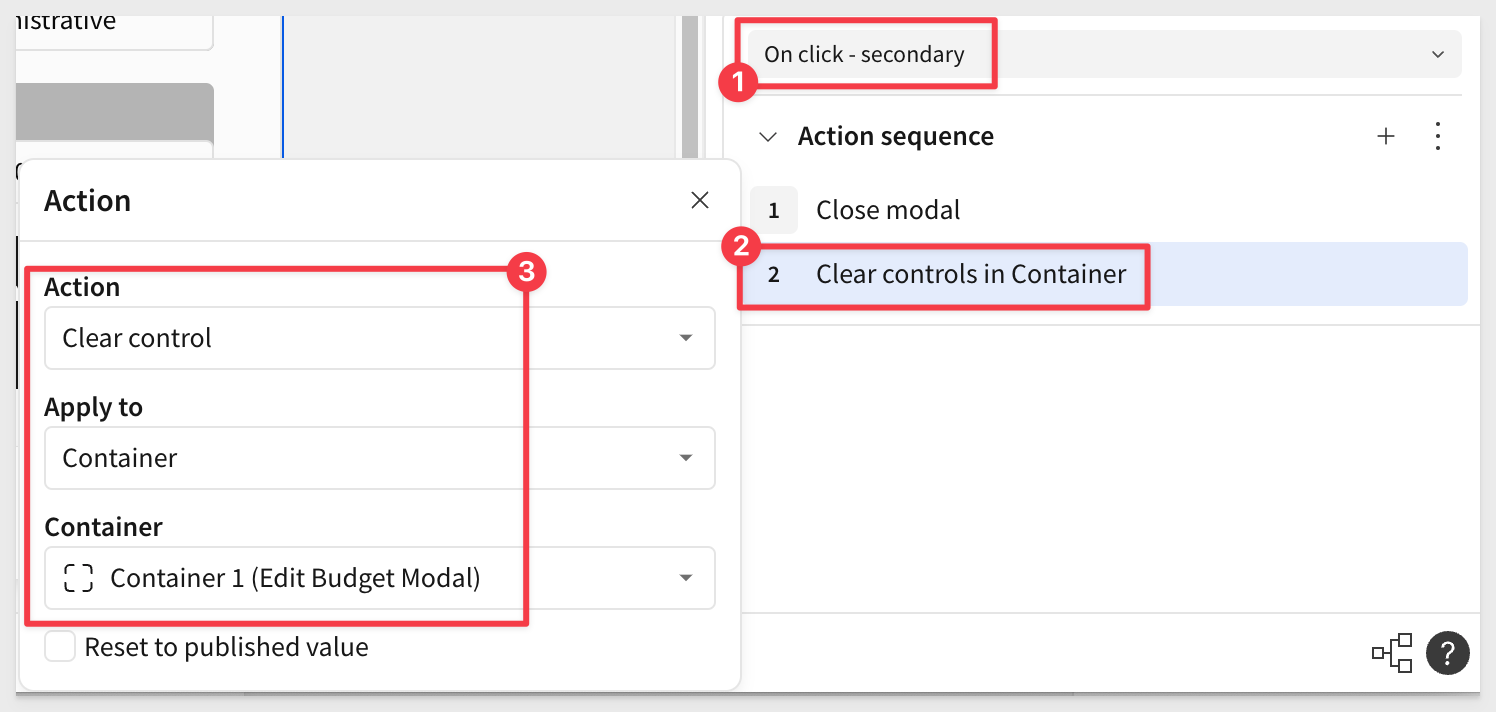 On click - secondary
1
Action sequence
1 Close modal
2
2 Clear controls in Container
Action
3
Action
Clear control
Apply to
Container
Container
Container 1 (Edit Budget Modal)
Reset to published value
?